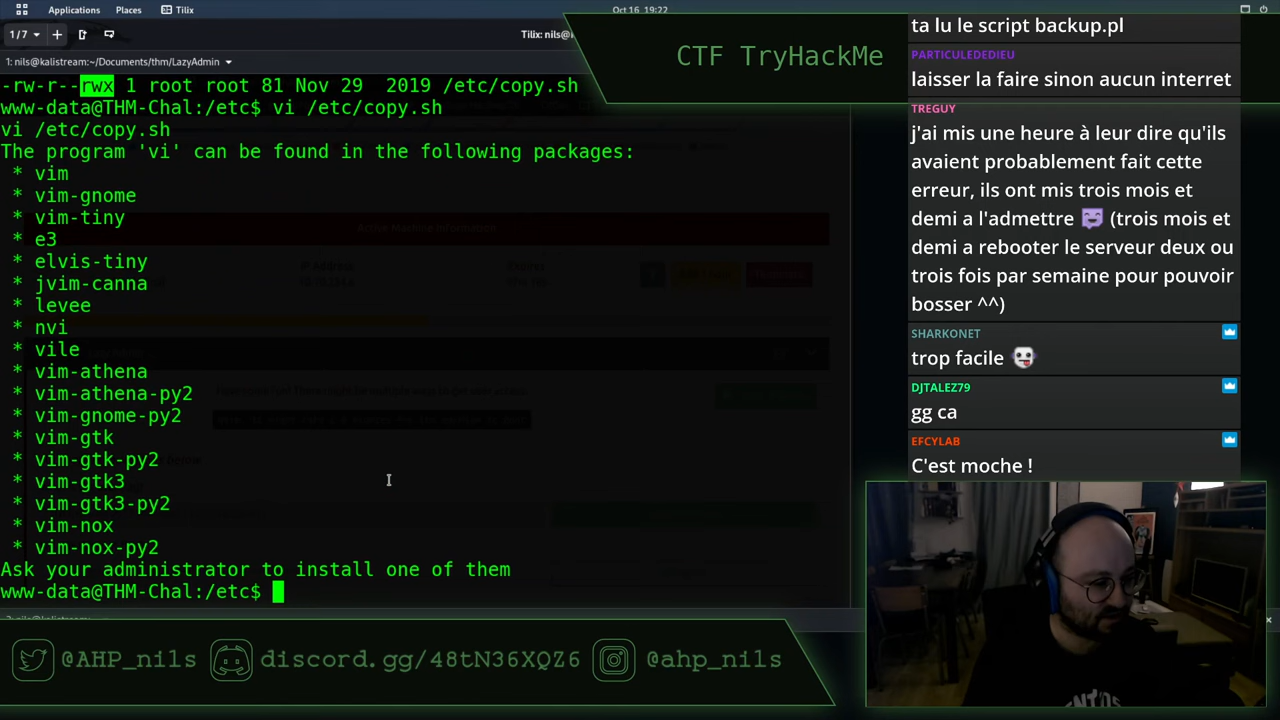 Applications Places Tilix
Oct 16, 19:22
1/7
Tilix: nils@
1: nils@kalistream:~/Documents/thm/LazyAdmin
-rw-r--rwx 1 root root 81 Nov 29 2019 /etc/copy.sh
www-data@THM-Chal:/etc$ vi /etc/copy.sh
vi /etc/copy.sh
The program 'vi' can be found in the following packages:
* vim
* vim-gnome
* vim-tiny
* e3
* elvis-tiny
* jvim-canna
* levee
* nvi
* vile
* vim-athena
* vim-athena-py2
* vim-gnome-py2
* vim-gtk
* vim-gtk-py2
* vim-gtk3
* vim-gtk3-py2
* vim-nox
* vim-nox-py2
Ask your administrator to install one of them
www-data@THM-Chal:/etc$
Active Machine Information
CTF TryHackMe
ta lu le script backup.pl
PARTICULEDEDIEU
laisser la faire sinon aucun interret
TREGUY
j'ai mis une heure à leur dire qu'ils
avaient probablement fait cette
erreur, ils ont mis trois mois et
demi a l'admettre (trois mois et
demi a rebooter le serveur deux ou
trois fois par semaine pour pouvoir
bosser ^^)
SHARKONET
trop facile
DJTALEZ79
gg ca
EFCYLAB
C'est moche !
@AHP_nils
discord.gg/48tN36XQZ6
@ahp_nils